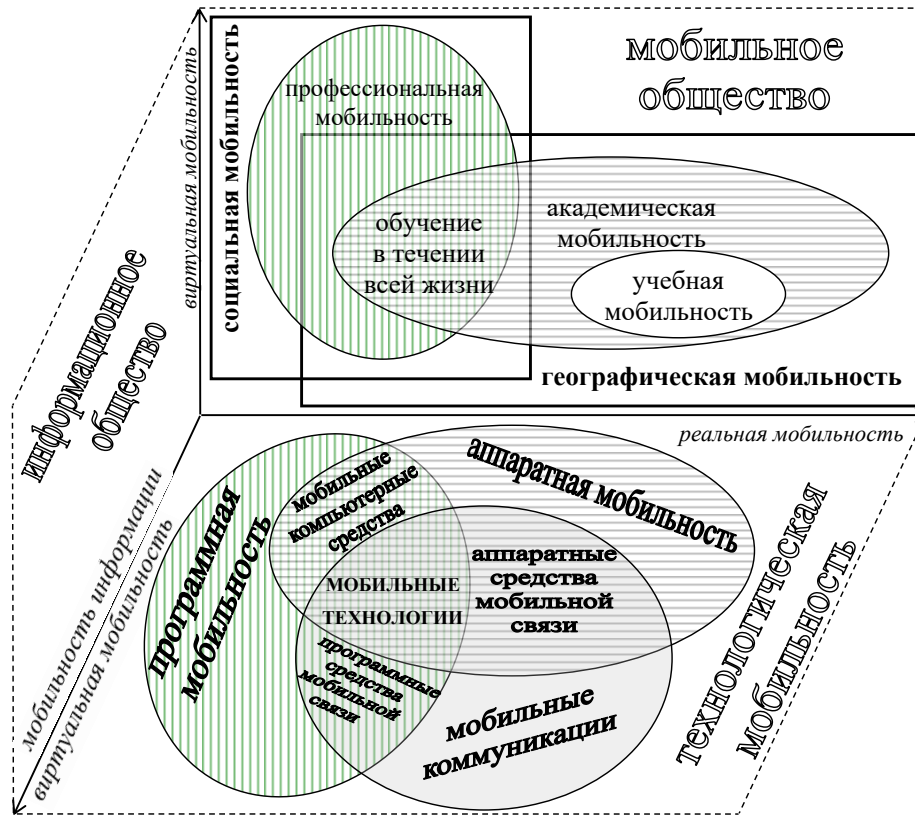 мобильное
общество
виртуальная мобильность
социальная мобильность
профессиональная
мобильность
обучение
в течении
всей жизни
академическая
мобильность
учебная
мобильность
географическая мобильность
информационное
общество
реальная мобильность
мобильность информации
виртуальная мобильность
программная
мобильность
мобильные
компьютерные
средства
аппаратная мобильность
МОБИЛЬНЫЕ
ТЕХНОЛОГИИ
аппаратные
средства
мобильной
связи
программные
средства
мобильной
связи
мобильные
коммуникации
технологическая
мобильность